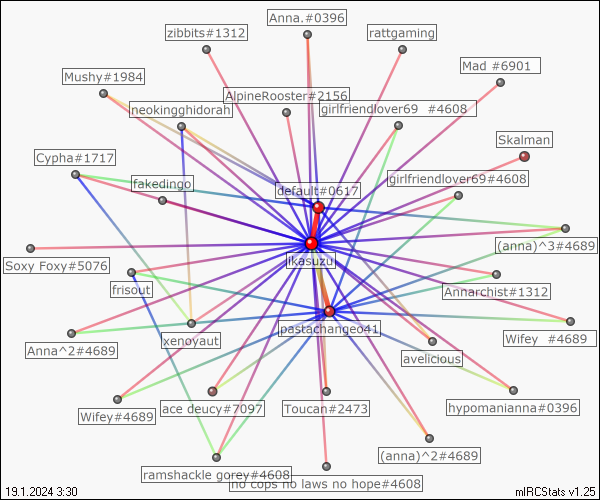 Anna.#0396
zibbits#1312
rattgaming
Mad #6901
Mushy#1984
AlpineRooster#2156
neokingghidorah
girlfriendlover69 #4608
Skalman
Cypha#1717
fakedingo
default#0617
girlfriendlover69#4608
(anna)^3#4689
ikasuzu
Soxy Foxy#5076
frisout
Annarchist#1312
xenoyaut
pastachangeo41
Wifey #4689
Anna^2#4689
avelicious
Wifey#4689
ace deucy#7097
Toucan#2473
hypomanianna#0396
(anna)^2#4689
ramshackle gorey#4608
no cops no laws no hope#4608
19.1.2024 3:30
mIRCStats v1.25